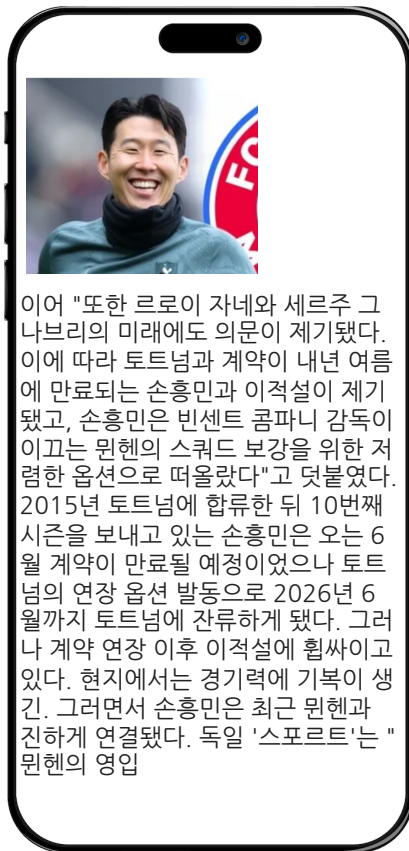 FC
이어 "또한 르로이 자네와 세르주 그
나브리의 미래에도 의문이 제기됐다.
이에 따라 토트넘과 계약이 내년 여름
에 만료되는 손흥민과 이적설이 제기
됐고, 손흥민은 빈센트 콤파니 감독이
이끄는 뮌헨의 스쿼드 보강을 위한 저
렴한 옵션으로 떠올랐다"고 덧붙였다.
2015년 토트넘에 합류한 뒤 10번째
시즌을 보내고 있는 손흥민은 오는 6
월 계약이 만료될 예정이었으나 토트
넘의 연장 옵션 발동으로 2026년 6
월까지 토트넘에 잔류하게 됐다. 그러
나 계약 연장 이후 이적설에 휩싸이고
있다. 현지에서는 경기력에 기복이 생
긴. 그러면서 손흥민은 최근 뮌헨과
진하게 연결됐다. 독일 '스포르트'는 "
뮌헨의 영입